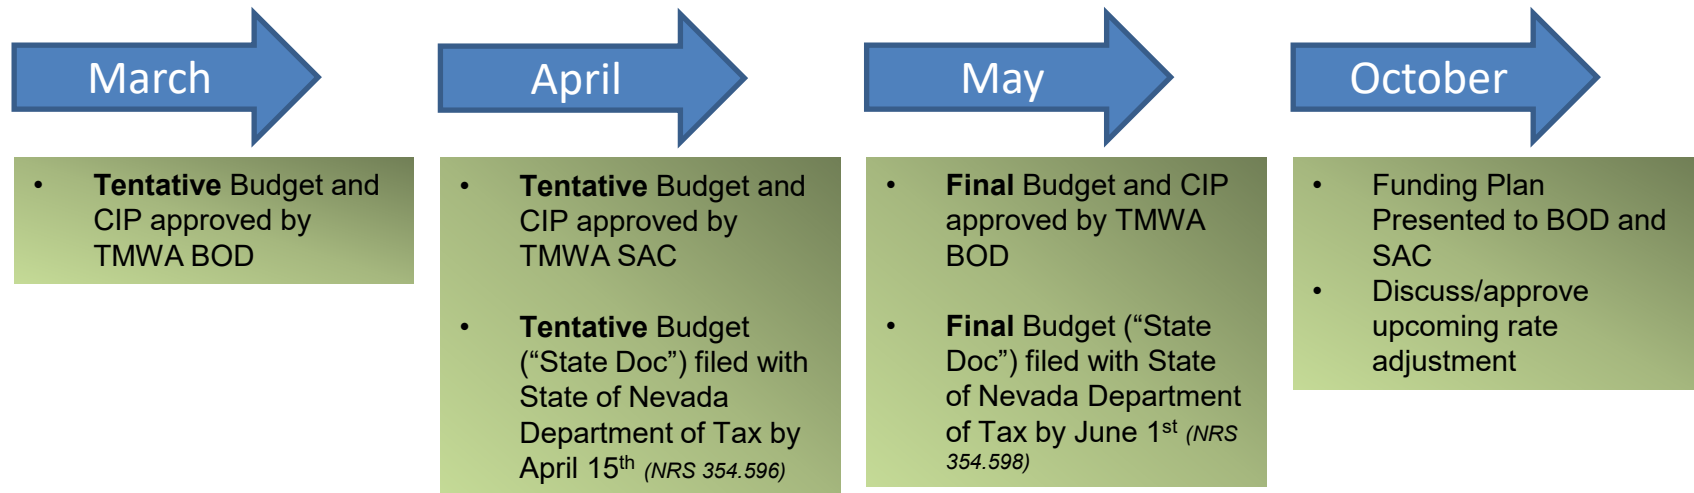 March
• Tentative Budget and
CIP approved by
TMWA BOD
April
• Tentative Budget and
CIP approved by
TMWA SAC
• Tentative Budget
(“State Doc”) filed with
State of Nevada
Department of Tax by
April 15th (NRS 354.596)
May
• Final Budget and CIP
approved by TMWA
BOD
• Final Budget (“State
Doc”) filed with State
of Nevada Department
of Tax by June 1st (NRS
354.598)
October
• Funding Plan
Presented to BOD and
SAC
• Discuss/approve
upcoming rate
adjustment